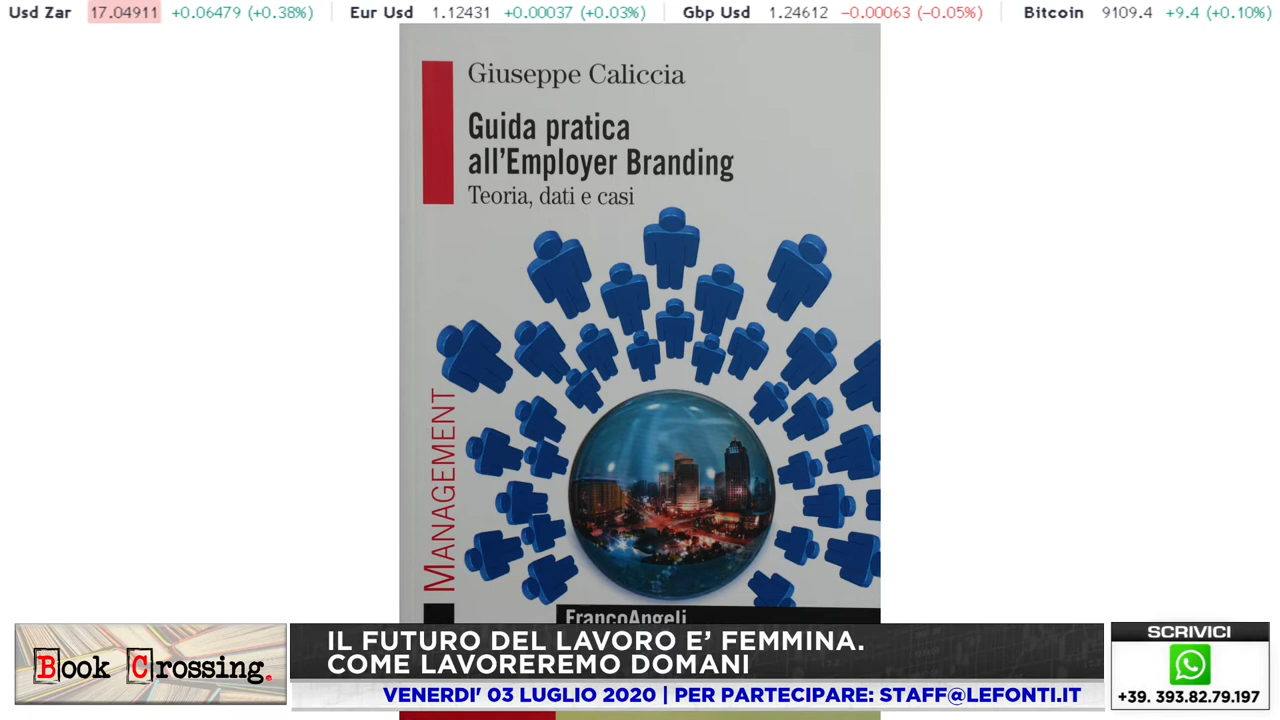 Usd Zar 17.04911 +0.06479 (+0.38%) Eur Usd 1.12431 +0.00037 (+0.03%) Gbp Usd 1.24612 −0.00063 (−0.05%) Bitcoin 9109.4 +9.4 (+0.10%)
Giuseppe Caliccia
Guida pratica
all'Employer Branding
Teoria, dati e casi
MANAGEMENT
FrancoAngeli
Book Crossing.
IL FUTURO DEL LAVORO E' FEMMINA.
COME LAVOREREMO DOMANI
VENERDI' 03 LUGLIO 2020 | PER PARTECIPARE: STAFF@LEFONTI.IT
SCRIVICI
+39. 393.82.79.197